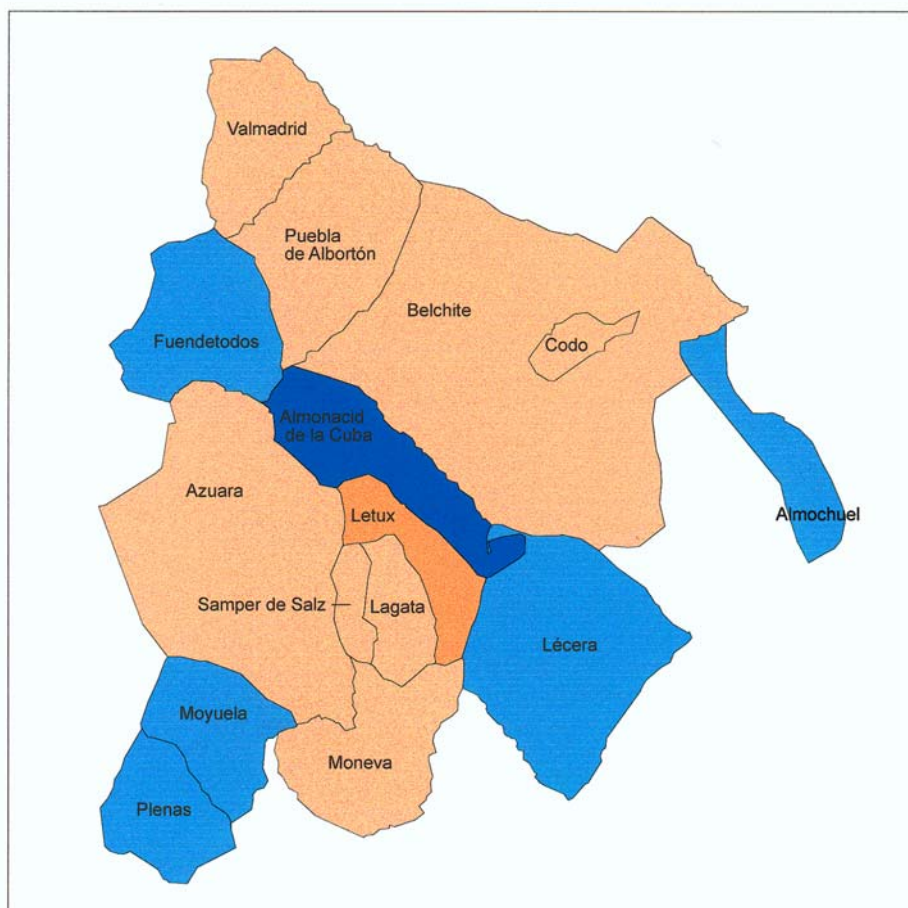 Valmadrid
Puebla
de Albortón
Belchite
Fuendetodos
Codo
Almonacid
de la Cuba
Azuara
Letux
Almochuel
Samper de Salz
Lagata
Lécera
Moyuela
Moneva
Plenas